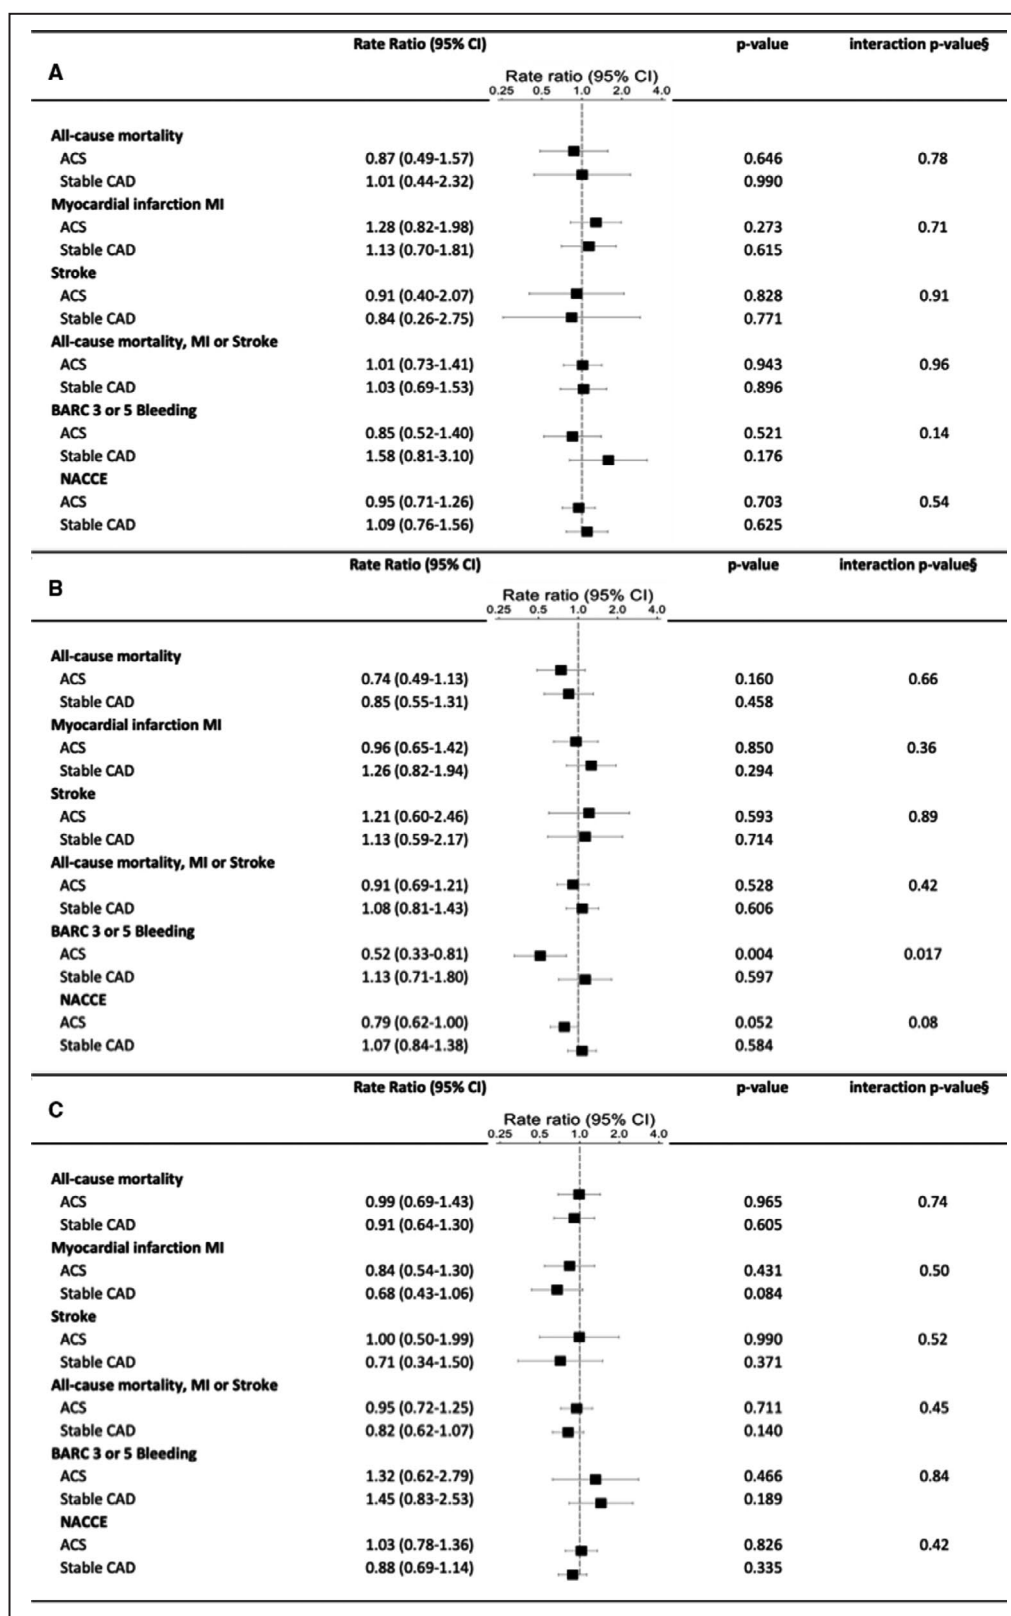 Rate Ratio (95% CI) p-value interaction p-value§
A
Rate ratio (95% CI)
0.25 0.5 1.0 2.0 4.0
All-cause mortality
ACS 0.87 (0.49-1.57) 0.646 0.78
Stable CAD 1.01 (0.44-2.32) 0.990
Myocardial infarction MI
ACS 1.28 (0.82-1.98) 0.273 0.71
Stable CAD 1.13 (0.70-1.81) 0.615
Stroke
ACS 0.91 (0.40-2.07) 0.828 0.91
Stable CAD 0.84 (0.26-2.75) 0.771
All-cause mortality, MI or Stroke
ACS 1.01 (0.73-1.41) 0.943 0.96
Stable CAD 1.03 (0.69-1.53) 0.896
BARC 3 or 5 Bleeding
ACS 0.85 (0.52-1.40) 0.521 0.14
Stable CAD 1.58 (0.81-3.10) 0.176
NACCE
ACS 0.95 (0.71-1.26) 0.703 0.54
Stable CAD 1.09 (0.76-1.56) 0.625
Rate Ratio (95% CI) p-value interaction p-value§
B
Rate ratio (95% CI)
0.25 0.5 1.0 2.0 4.0
All-cause mortality
ACS 0.74 (0.49-1.13) 0.160 0.66
Stable CAD 0.85 (0.55-1.31) 0.458
Myocardial infarction MI
ACS 0.96 (0.65-1.42) 0.850 0.36
Stable CAD 1.26 (0.82-1.94) 0.294
Stroke
ACS 1.21 (0.60-2.46) 0.593 0.89
Stable CAD 1.13 (0.59-2.17) 0.714
All-cause mortality, MI or Stroke
ACS 0.91 (0.69-1.21) 0.528 0.42
Stable CAD 1.08 (0.81-1.43) 0.606
BARC 3 or 5 Bleeding
ACS 0.52 (0.33-0.81) 0.004 0.017
Stable CAD 1.13 (0.71-1.80) 0.597
NACCE
ACS 0.79 (0.62-1.00) 0.052 0.08
Stable CAD 1.07 (0.84-1.38) 0.584
Rate Ratio (95% CI) p-value interaction p-value§
C
Rate ratio (95% CI)
0.25 0.5 1.0 2.0 4.0
All-cause mortality
ACS 0.99 (0.69-1.43) 0.965 0.74
Stable CAD 0.91 (0.64-1.30) 0.605
Myocardial infarction MI
ACS 0.84 (0.54-1.30) 0.431 0.50
Stable CAD 0.68 (0.43-1.06) 0.084
Stroke
ACS 1.00 (0.50-1.99) 0.990 0.52
Stable CAD 0.71 (0.34-1.50) 0.371
All-cause mortality, MI or Stroke
ACS 0.95 (0.72-1.25) 0.711 0.45
Stable CAD 0.82 (0.62-1.07) 0.140
BARC 3 or 5 Bleeding
ACS 1.32 (0.62-2.79) 0.466 0.84
Stable CAD 1.45 (0.83-2.53) 0.189
NACCE
ACS 1.03 (0.78-1.36) 0.826 0.42
Stable CAD 0.88 (0.69-1.14) 0.335